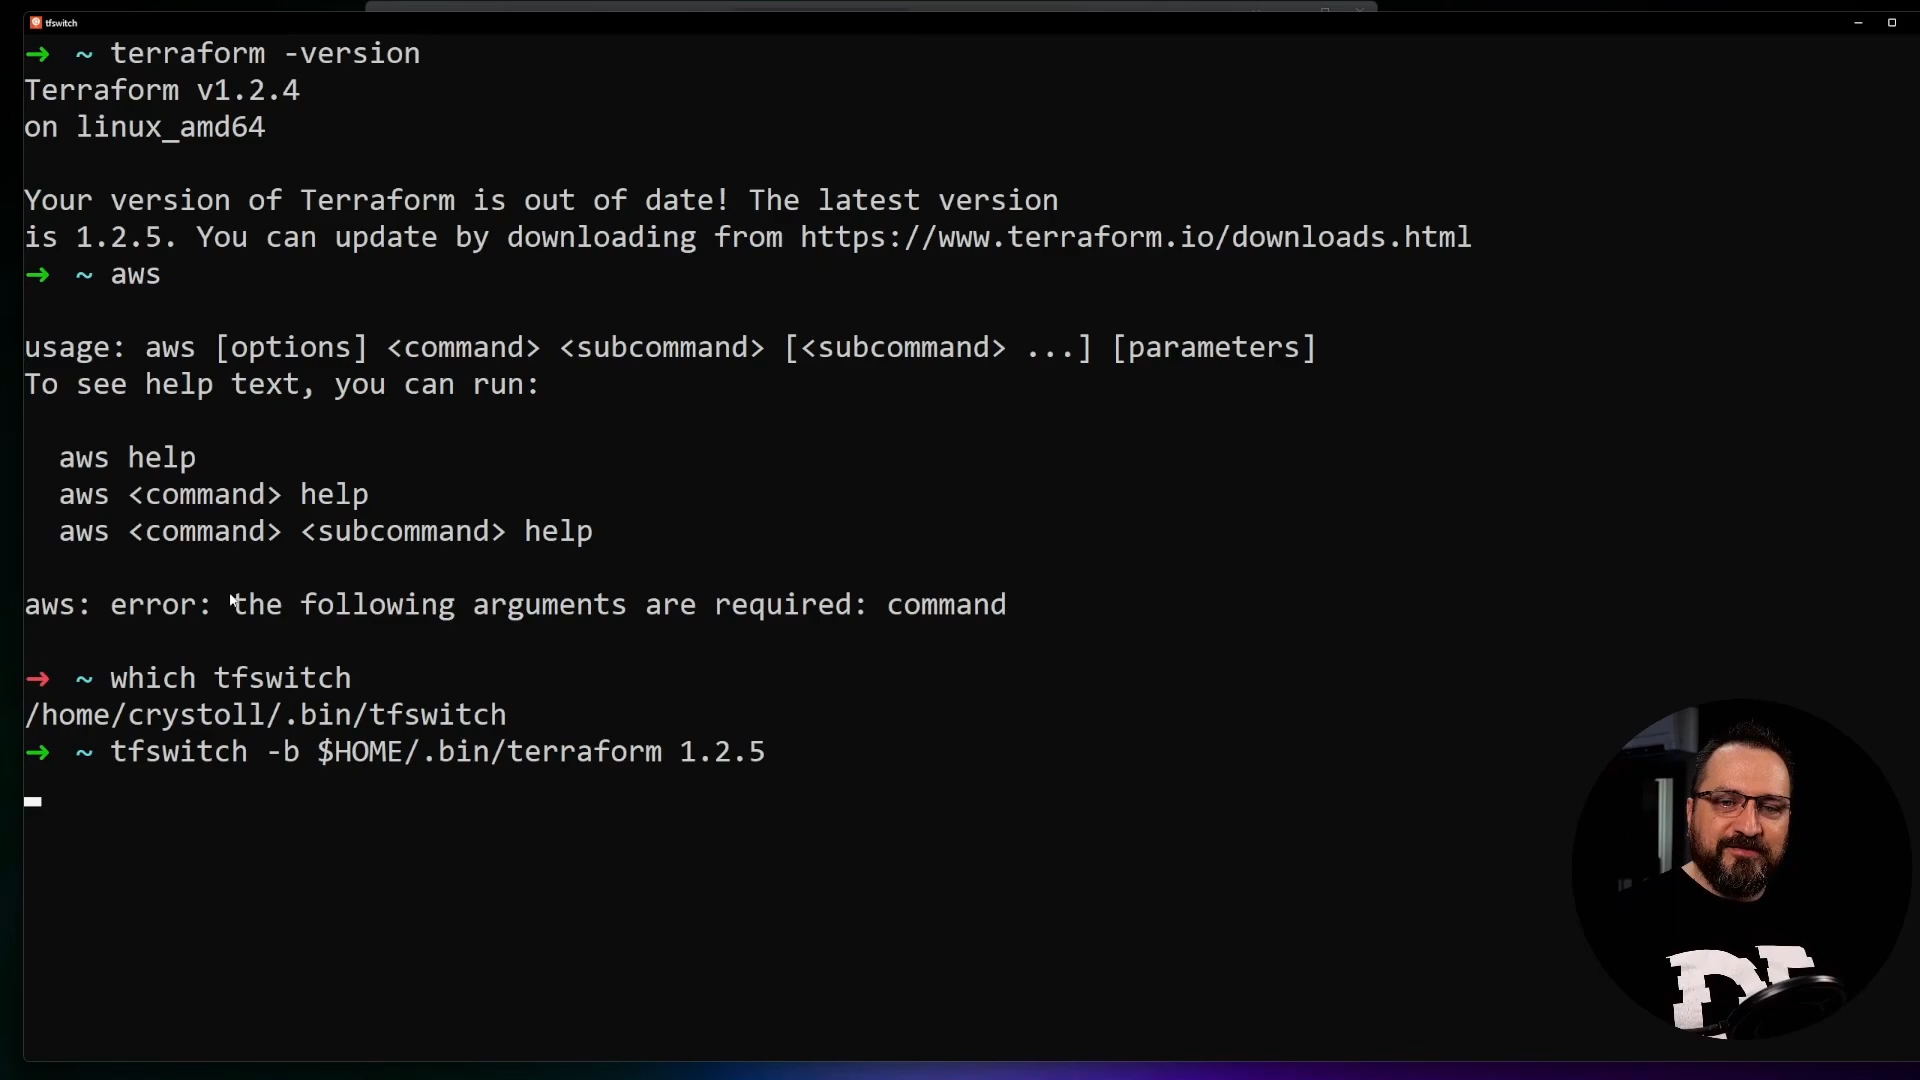 tfswitch
→ ~ terraform -version
Terraform v1.2.4
on linux_amd64
Your version of Terraform is out of date! The latest version
is 1.2.5. You can update by downloading from https://www.terraform.io/downloads.html
→ ~ aws
usage: aws [options] <command> <subcommand> [<subcommand> ...] [parameters]
To see help text, you can run:
aws help
aws <command> help
aws <command> <subcommand> help
aws: error: the following arguments are required: command
→ ~ which tfswitch
/home/crystoll/.bin/tfswitch
→ ~ tfswitch -b $HOME/.bin/terraform 1.2.5